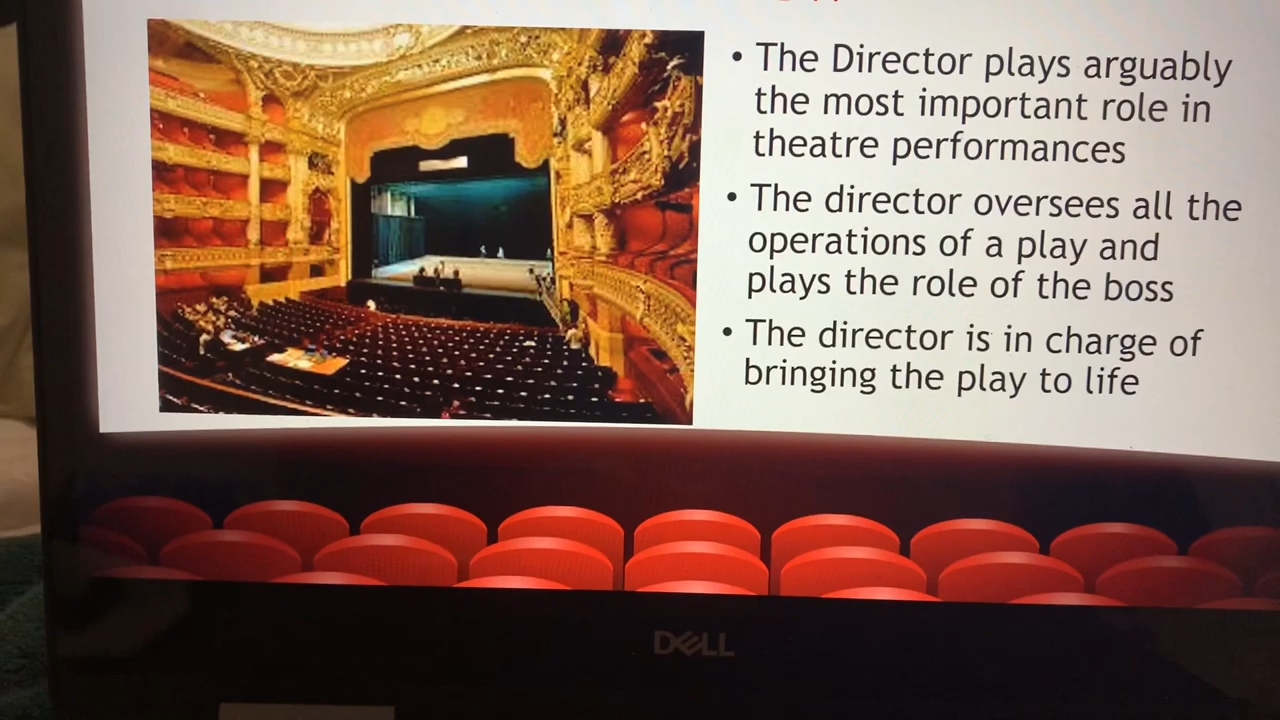 • The Director plays arguably
the most important role in
theatre performances
• The director oversees all the
operations of a play and
plays the role of the boss
• The director is in charge of
bringing the play to life
DELL